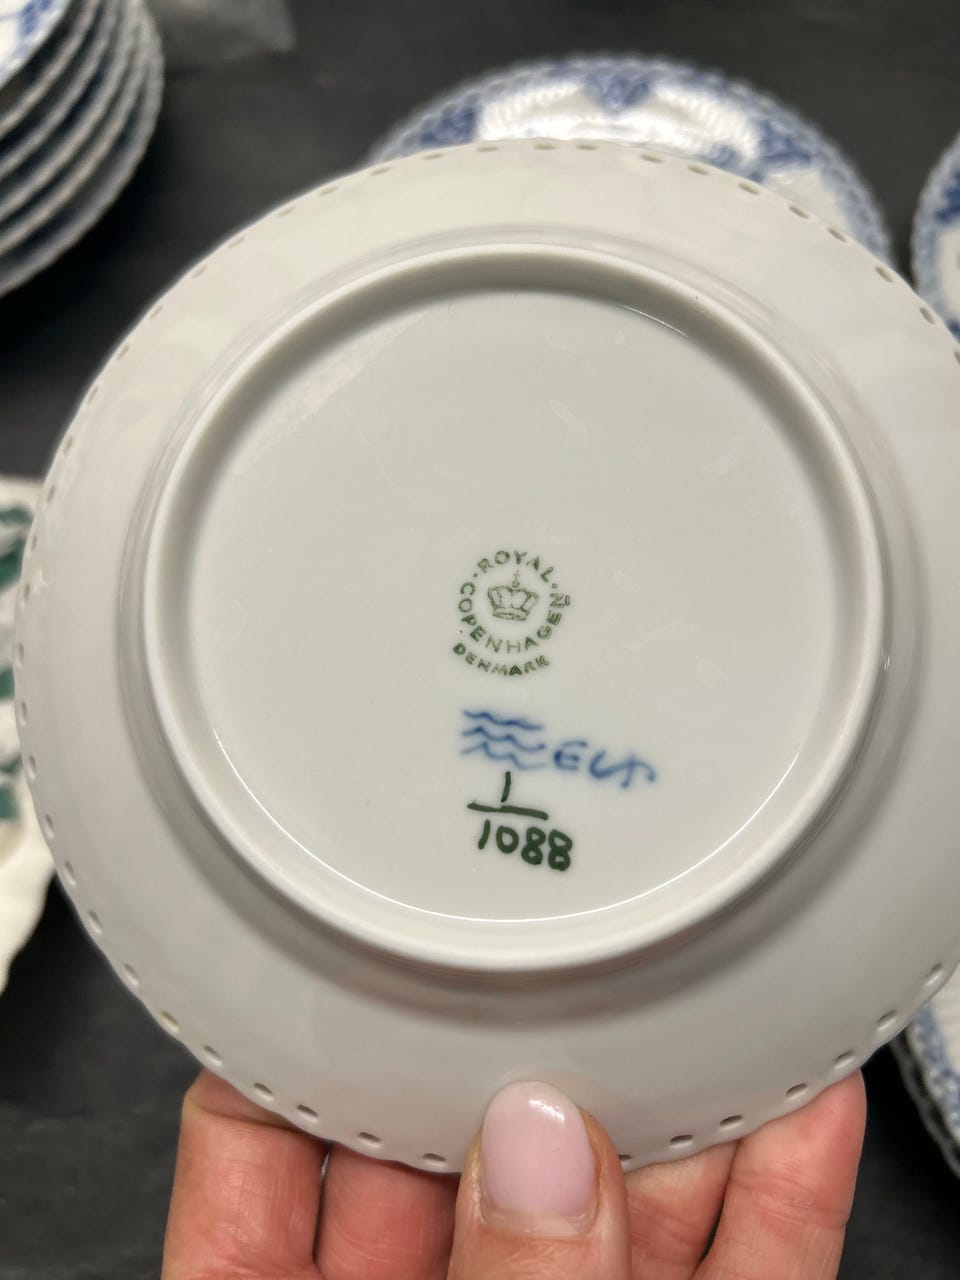 ROYAL
COPENHAGEN
DENMARK
1
1088